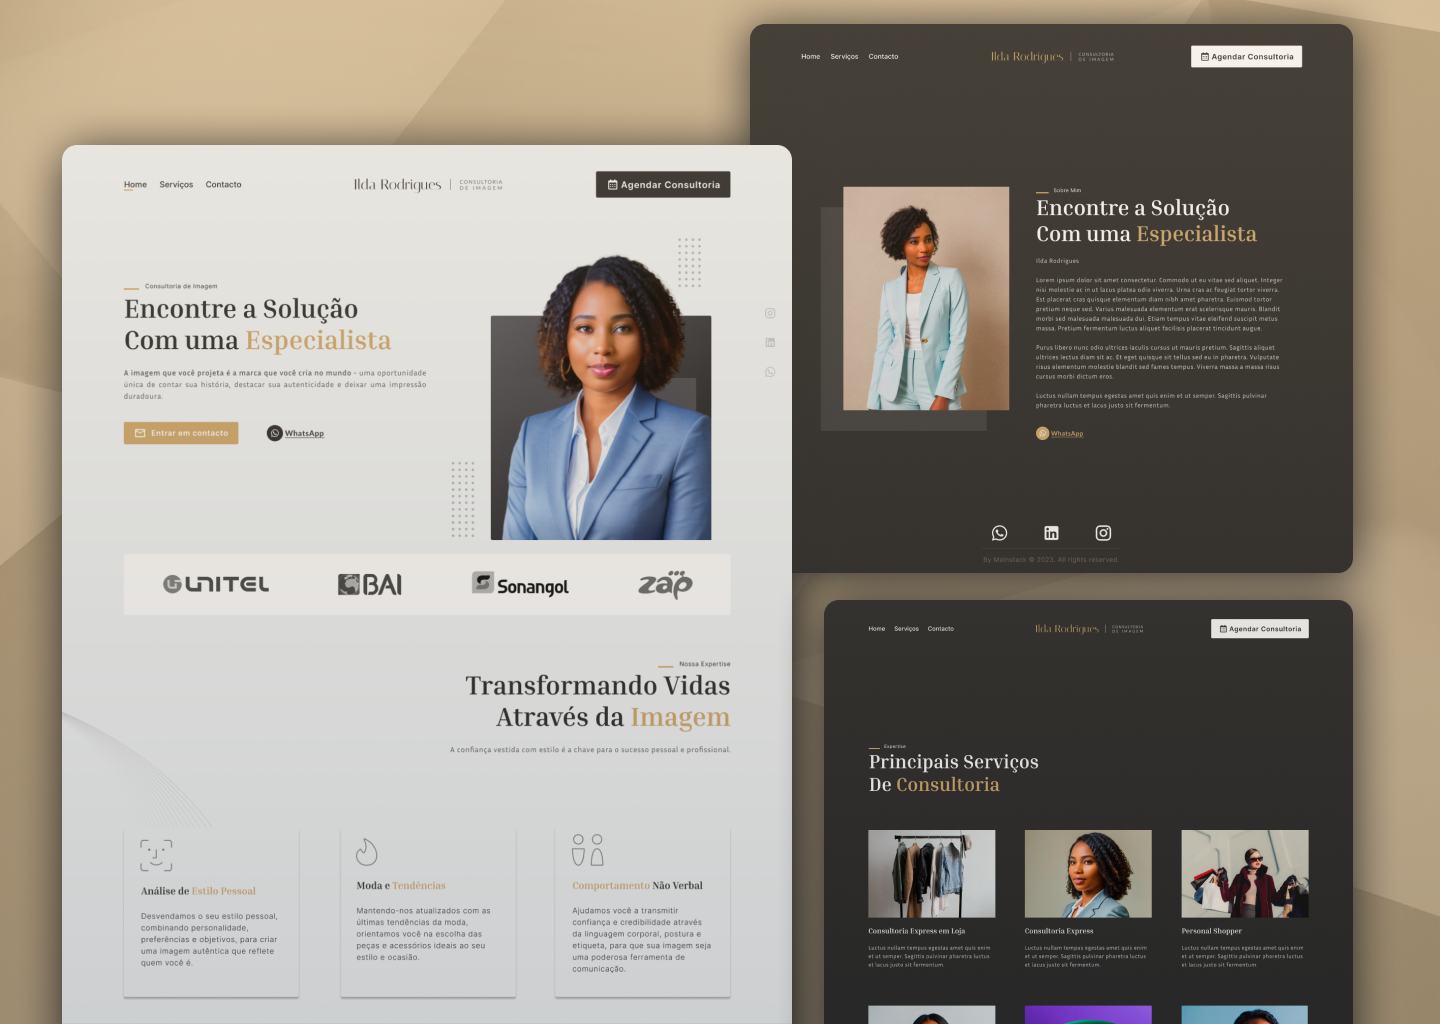 Home Serviços Contacto
Ilda Rodrigues | CONSULTORIA DE IMAGEM
Agendar Consultoria
Consultoria de Imagem
Encontre a Solução
Com uma Especialista
A imagem que você projeta é a marca que você cria no mundo - uma oportunidade
única de contar sua história, destacar sua autenticidade e deixar uma impressão
duradoura.
Entrar em contacto
WhatsApp
UNITEL
BAI
Sonangol
zap
Nossa Expertise
Transformando Vidas
Através da Imagem
A confiança vestida com estilo é a chave para o sucesso pessoal e profissional.
Análise de Estilo Pessoal
Desvendamos o seu estilo pessoal,
combinando personalidade,
preferências e objetivos, para criar
uma imagem autêntica que reflete
quem você é.
Moda e Tendências
Mantendo-nos atualizados com as
últimas tendências da moda,
orientamos você na escolha das
peças e acessórios ideais ao seu
estilo e ocasião.
Comportamento Não Verbal
Ajudamos você a transmitir
confiança e credibilidade através
da linguagem corporal, postura e
etiqueta, para que sua imagem seja
uma poderosa ferramenta de
comunicação.
Home Serviços Contacto
Ilda Rodrigues | CONSULTORIA DE IMAGEM
Agendar Consultoria
Sobre Mim
Encontre a Solução
Com uma Especialista
Ilda Rodrigues
Lorem ipsum dolor sit amet consectetur. Commodo ut eu vitae sed aliquet. Integer
nisi molestie ac in ut lacus platea odio viverra. Urna cras ac feugiat tortor viverra.
Est placerat cras quisque elementum diam nibh amet pharetra. Euismod tortor
pretium neque sed. Varius malesuada elementum erat scelerisque mauris. Blandit
morbi sed malesuada malesuada dui. Etiam tempus vitae eleifend suscipit metus
massa. Pretium fermentum luctus aliquet facilisis placerat tincidunt augue.
Purus libero nunc odio ultrices iaculis cursus ut mauris pretium. Sagittis aliquet
ultrices lectus diam sit ac. Et eget quisque sit tellus sed eu in pharetra. Vulputate
risus elementum molestie blandit sed fames tempus. Viverra massa a massa risus
cursus morbi dictum eros.
Luctus nullam tempus egestas amet quis enim et ut semper. Sagittis pulvinar
pharetra luctus et lacus justo sit fermentum.
WhatsApp
By Mainstack © 2023. All rights reserved.
Home Serviços Contacto
Ilda Rodrigues | CONSULTORIA DE IMAGEM
Agendar Consultoria
Expertise
Principais Serviços
De Consultoria
Consultoria Express em Loja
Luctus nullam tempus egestas amet quis enim
et ut semper. Sagittis pulvinar pharetra luctus
et lacus justo sit fermentum.
Consultoria Express
Luctus nullam tempus egestas amet quis enim
et ut semper. Sagittis pulvinar pharetra luctus
et lacus justo sit fermentum.
Personal Shopper
Luctus nullam tempus egestas amet quis enim
et ut semper. Sagittis pulvinar pharetra luctus
et lacus justo sit fermentum.